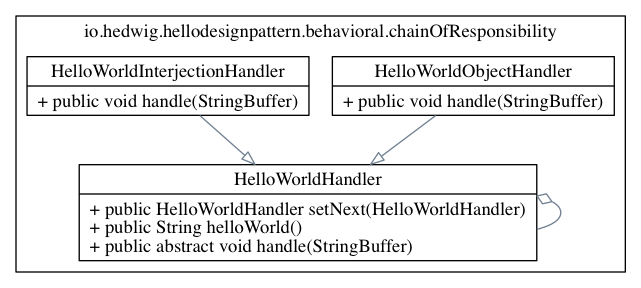 io.hedwig.hellodesignpattern.behavioral.chainOfResponsibility
HelloWorldInterjectionHandler
+ public void handle(StringBuffer)
HelloWorldObjectHandler
+ public void handle(StringBuffer)
HelloWorldHandler
+ public HelloWorldHandler setNext(HelloWorldHandler)
+ public String helloWorld()
+ public abstract void handle(StringBuffer)